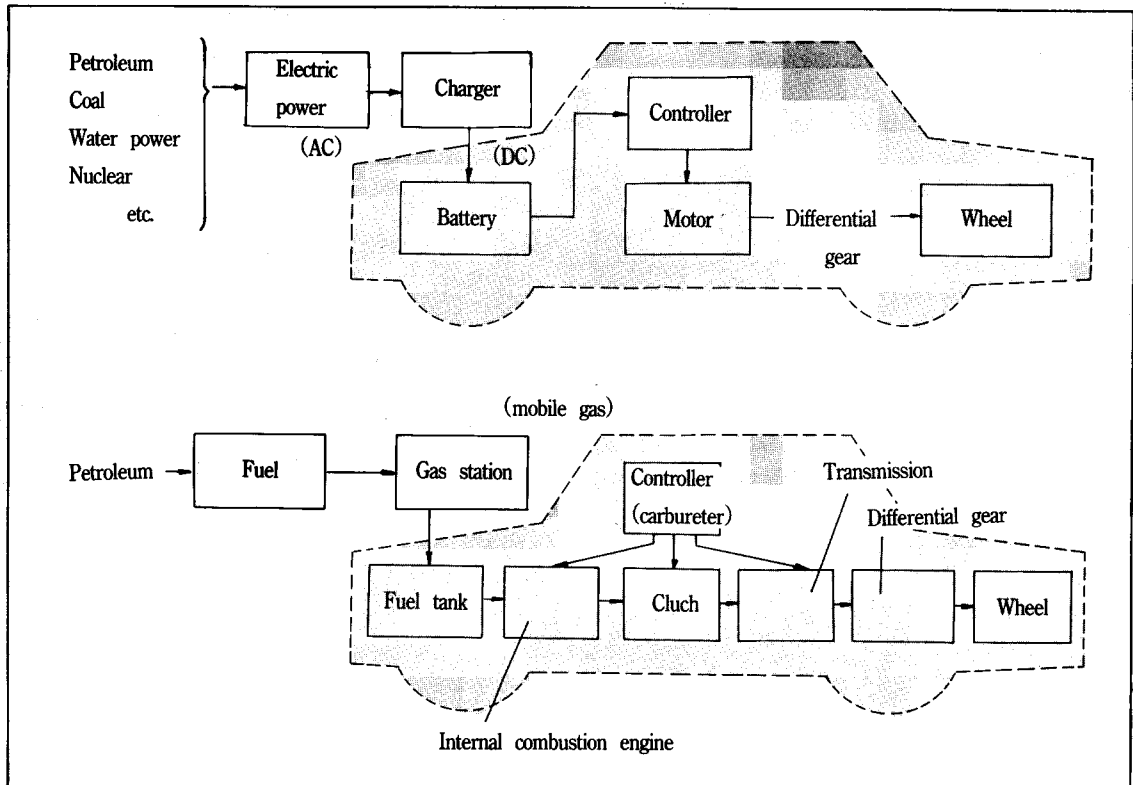 Petroleum
Coal
Water power
Nuclear
etc.
Electric
power
(AC)
Charger
(DC)
Battery
Controller
Motor
Differential
gear
Wheel
(mobile gas)
Petroleum
Fuel
Gas station
Controller
(carbureter)
Transmission
Differential gear
Fuel tank
Cluch
Wheel
Internal combustion engine